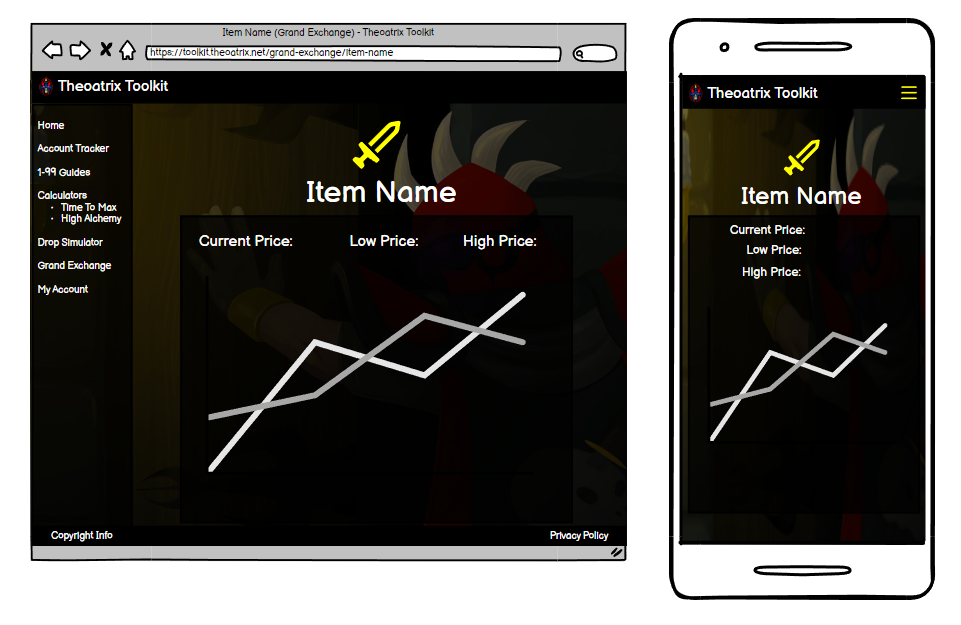 Item Name (Grand Exchange) - Theoatrix Toolkit
https://toolkit.theoatrix.net/grand-exchange/item-name
Theoatrix Toolkit
Home
Account Tracker
1-99 Guides
Calculators
• Time To Max
• High Alchemy
Drop Simulator
Grand Exchange
My Account
Item Name
Current Price: Low Price: High Price:
Copyright Info Privacy Policy
Theoatrix Toolkit
Item Name
Current Price:
Low Price:
High Price: